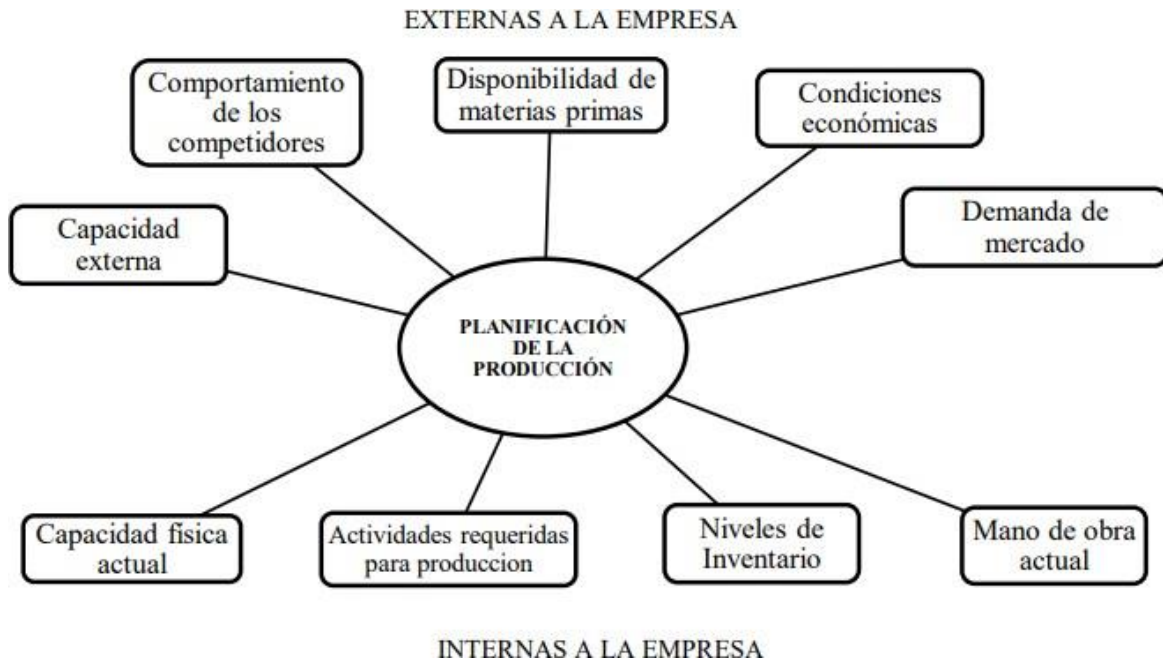 EXTERNAS A LA EMPRESA
Comportamiento
de los
competidores
Disponibilidad de
materias primas
Condiciones
económicas
Capacidad
externa
Demanda de
mercado
PLANIFICACIÓN
DE LA
PRODUCCIÓN
Capacidad física
actual
Actividades requeridas
para produccion
Niveles de
Inventario
Mano de obra
actual
INTERNAS A LA EMPRESA